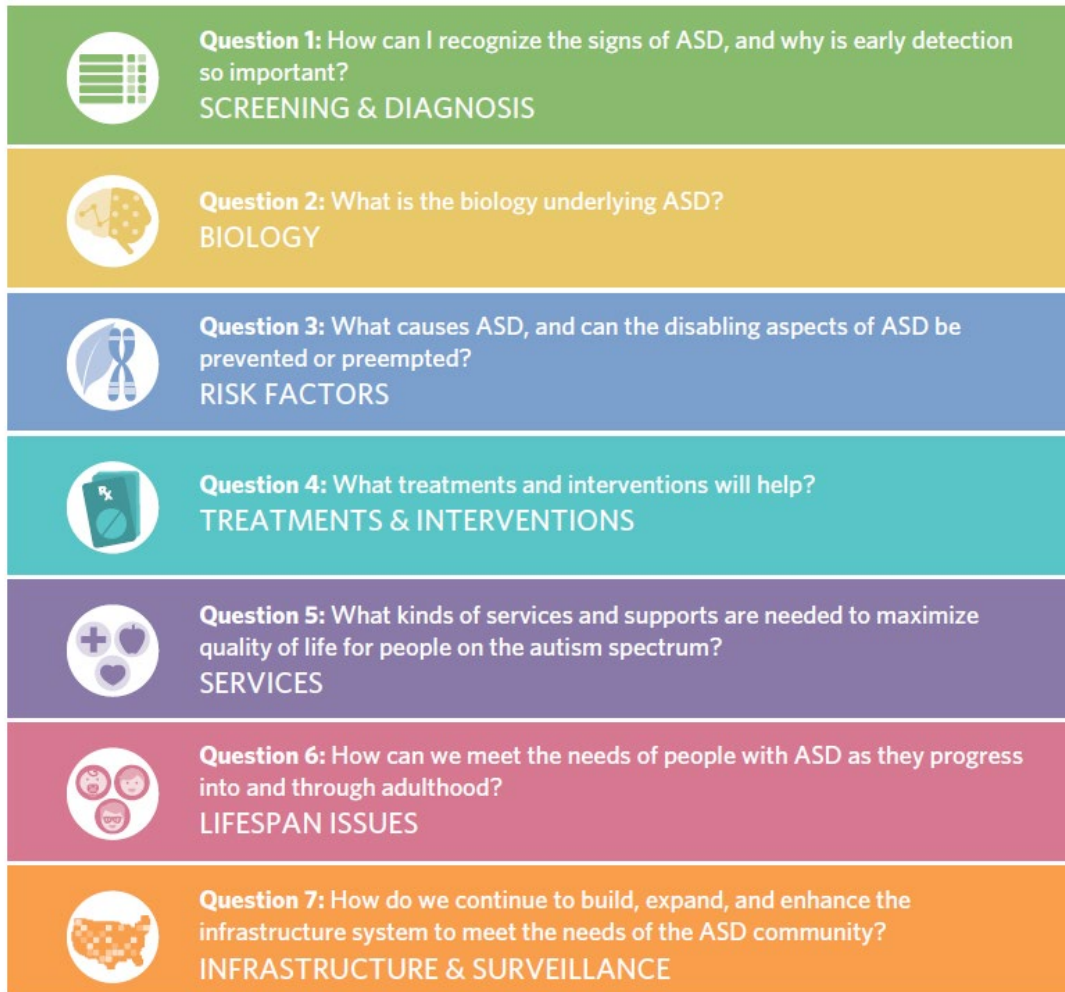 Question 1: How can I recognize the signs of ASD, and why is early detection
so important?
SCREENING & DIAGNOSIS
Question 2: What is the biology underlying ASD?
BIOLOGY
Question 3: What causes ASD, and can the disabling aspects of ASD be
prevented or preempted?
RISK FACTORS
Rx
Question 4: What treatments and interventions will help?
TREATMENTS & INTERVENTIONS
Question 5: What kinds of services and supports are needed to maximize
quality of life for people on the autism spectrum?
SERVICES
Question 6: How can we meet the needs of people with ASD as they progress
into and through adulthood?
LIFESPAN ISSUES
Question 7: How do we continue to build, expand, and enhance the
infrastructure system to meet the needs of the ASD community?
INFRASTRUCTURE & SURVEILLANCE